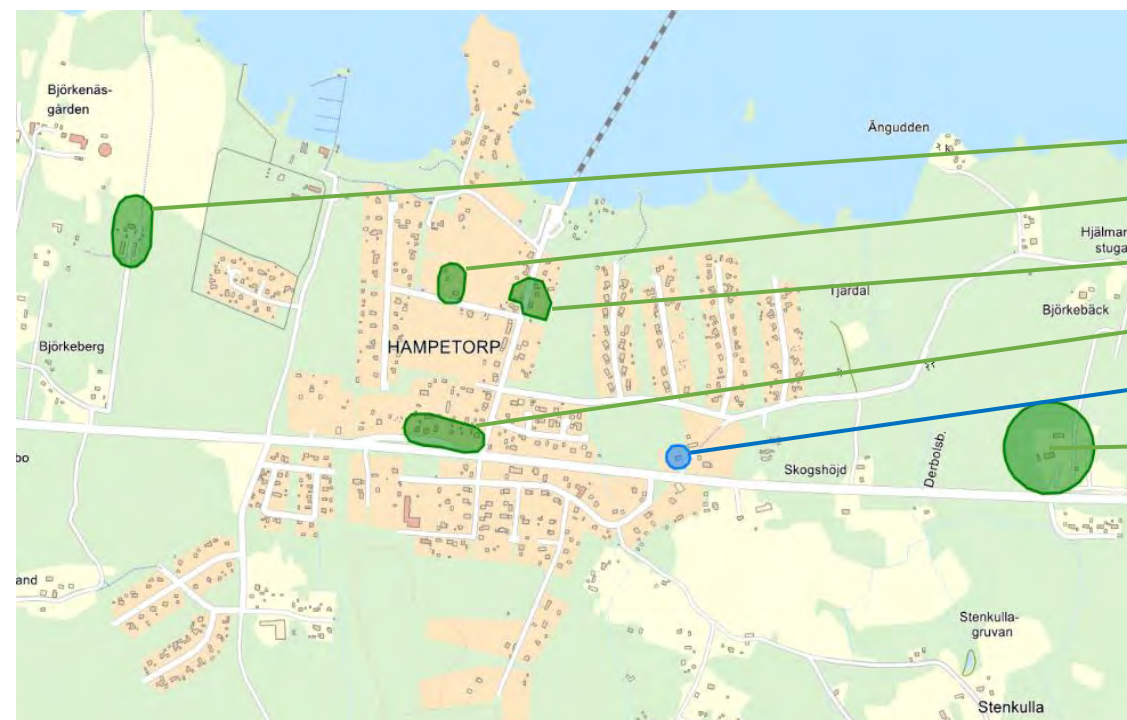 Björkenäs-
gården
Ängudden
Hjälmar
stuga
Tjärdal
Björkebäck
Björkeberg
HAMPETORP
bo
Skogshöjd
Derbolsb.
and
Stenkulla-
gruvan
Stenkulla